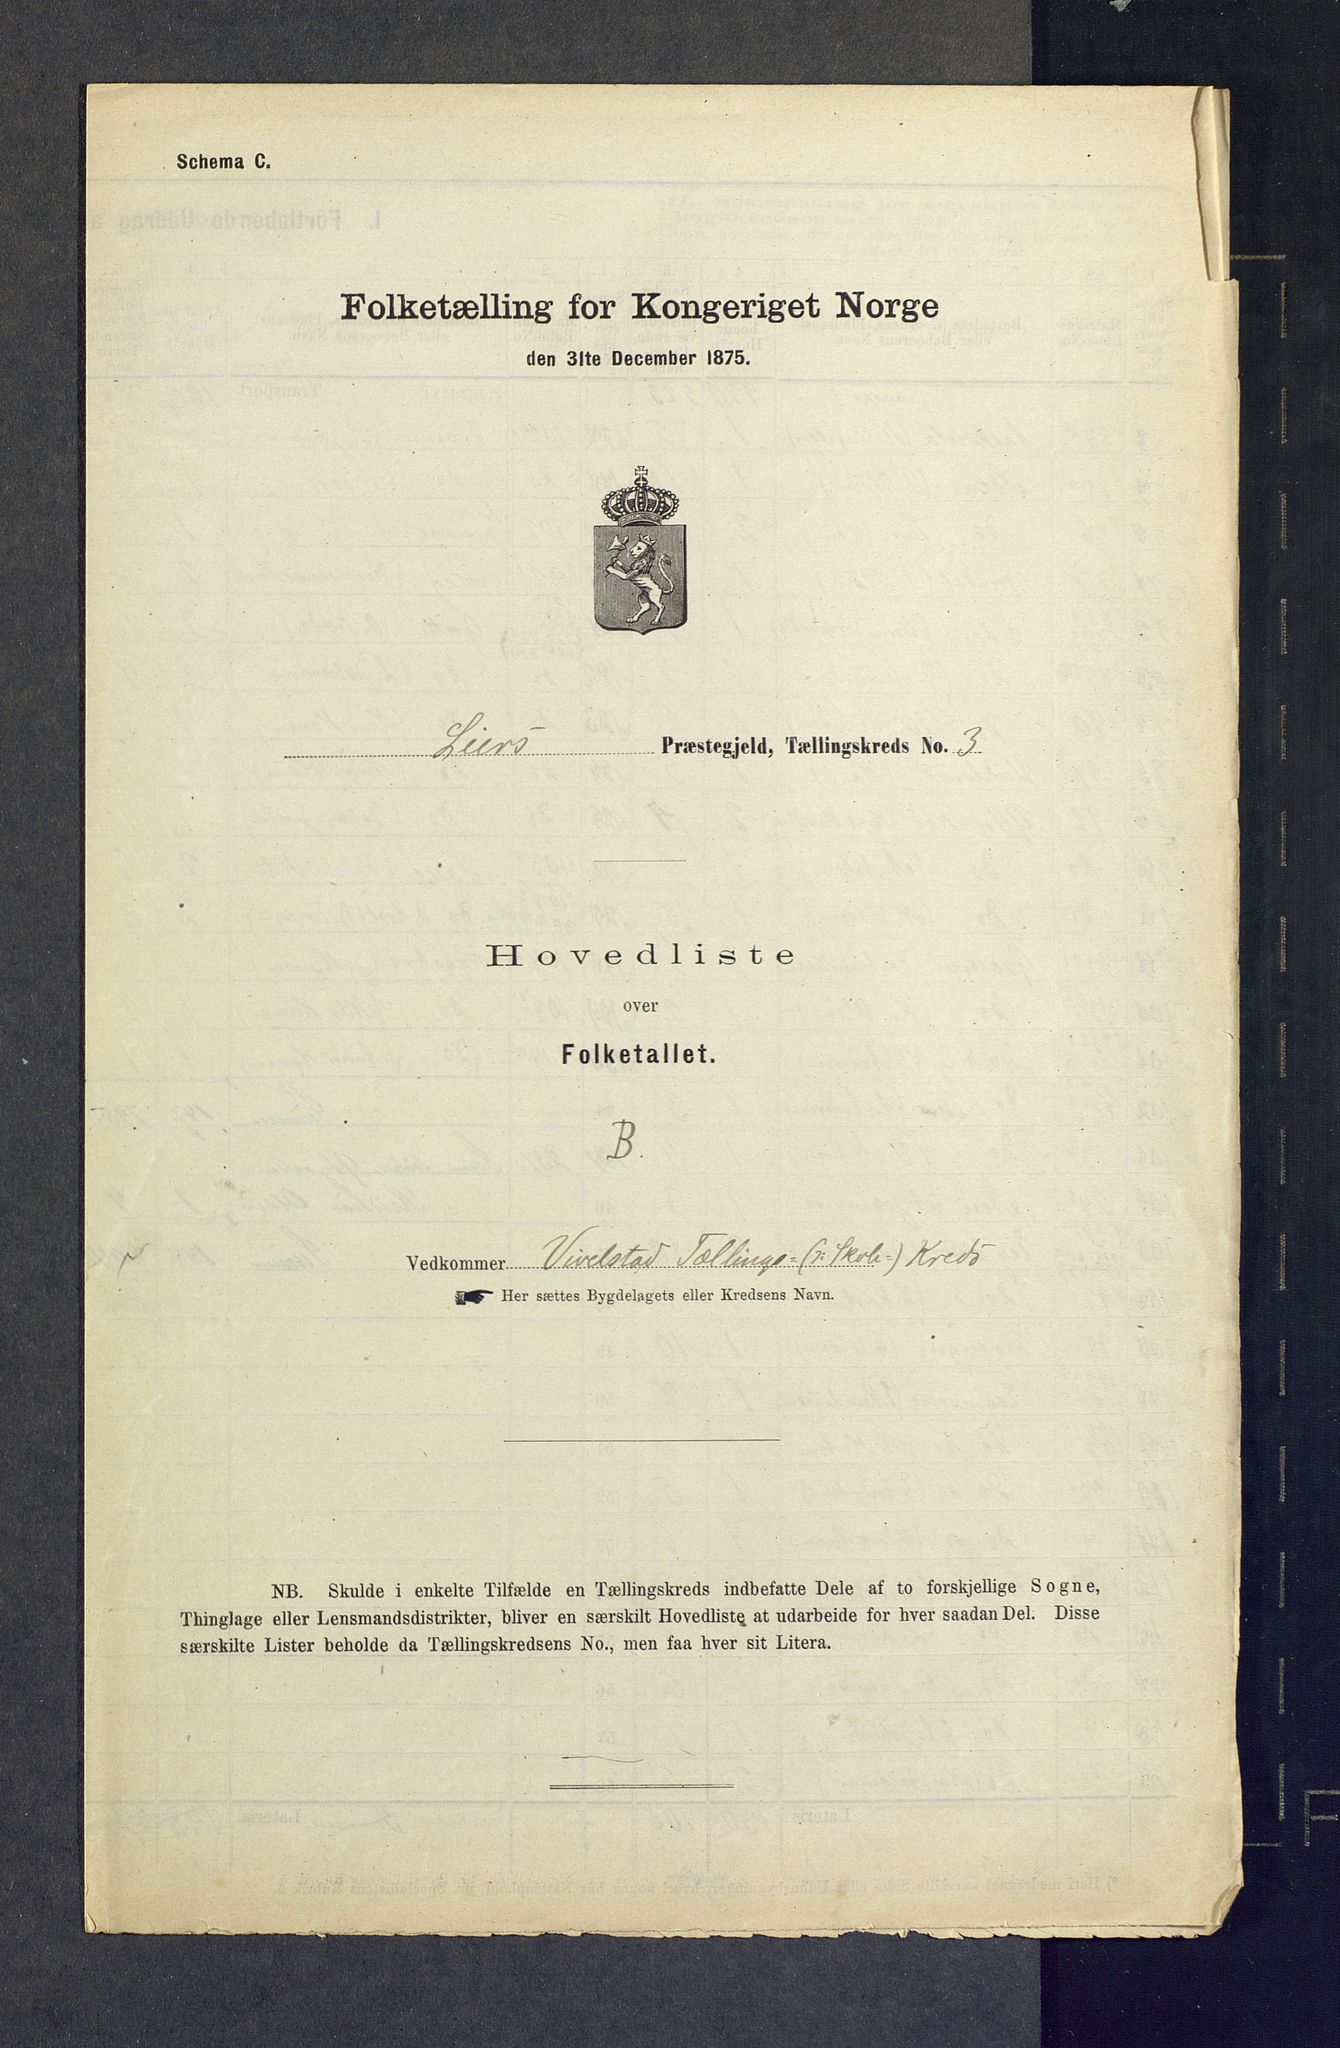 Schema C.
Folketælling for Kongeriget Norge
den 31te December 1875.
Liers Præstegjeld, Tællingskreds No. 3
Hovedliste
over
Folketallet.
B.
Vedkommer Vivelstad Tællings= (ɔ: Skole=) Kreds
Her sættes Bygdelagets eller Kredsens Navn.
NB. Skulde i enkelte Tilfælde en Tællingskreds indbefatte Dele af to forskjellige Sogne,
Thinglage eller Lensmandsdistrikter, bliver en særskilt Hovedliste at udarbeide for hver saadan Del. Disse
særskilte Lister beholde da Tællingskredsens No., men faa hver sit Litera.